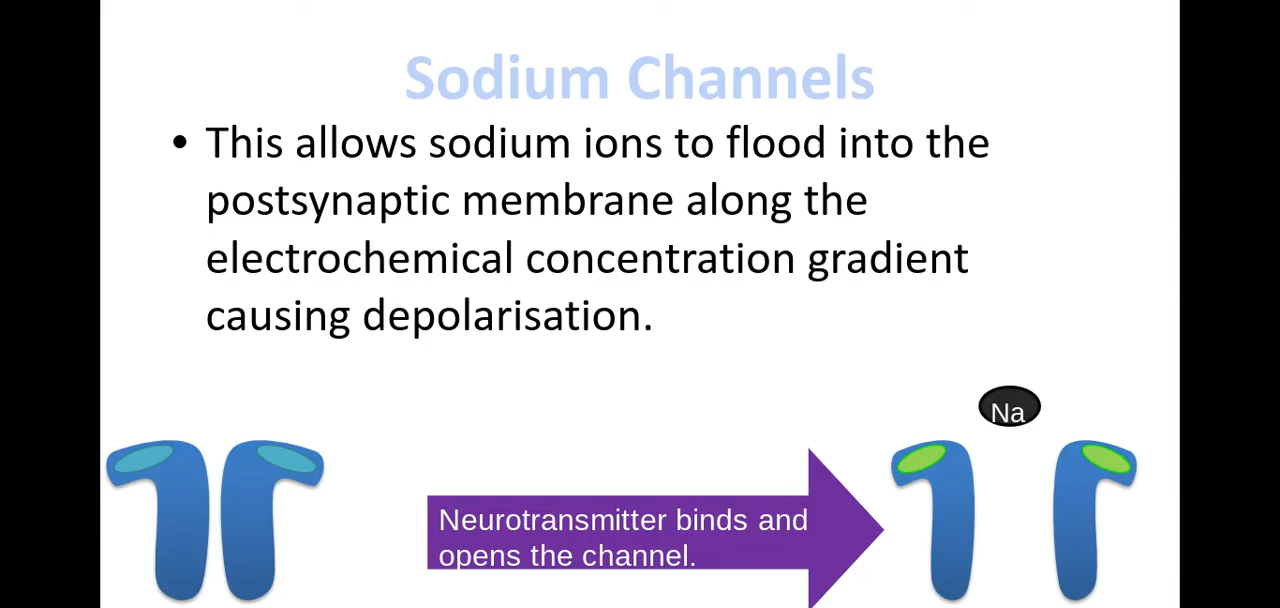 Sodium Channels
• This allows sodium ions to flood into the
postsynaptic membrane along the
electrochemical concentration gradient
causing depolarisation.
Na
Neurotransmitter binds and
opens the channel.